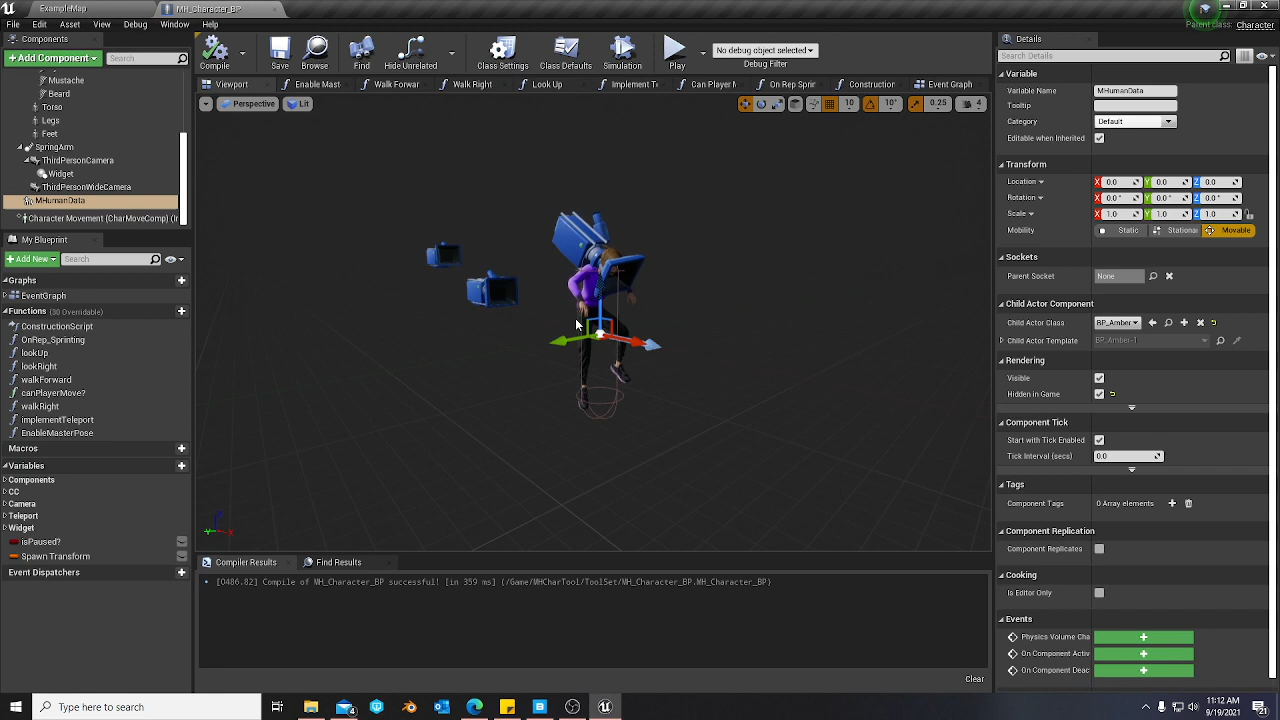 ExampleMap
MH_Character_BP
File Edit Asset View Debug Window Help
Parent class: Character
Components
+ Add Component
Search
Mustache
Beard
Torso
Legs
Feet
SpringArm
ThirdPersonCamera
Widget
ThirdPersonWideCamera
MHumanData
Character Movement (CharMoveComp) (Ir
My Blueprint
+ Add New
Search
Graphs
EventGraph
Functions (30 Overridable)
ConstructionScript
OnRep_Sprinting
lookUp
lookRight
walkForward
canPlayerMove?
walkRight
implementTeleport
EnableMasterPose
Macros
Variables
Components
CC
Camera
Teleport
Widget
isPaused?
Spawn Transform
Event Dispatchers
Compile Save Browse Find Hide Unrelated Class Settings Class Defaults Simulation Play
No debug object selected
Debug Filter
Viewport Enable Mast Walk Forwar Walk Right Look Up Implement T Can Player M On Rep Sprir Construction Event Graph
Perspective Lit
10 10° 0.25 4
Compiler Results Find Results
[0486.82] Compile of MH_Character_BP successful! [in 359 ms] (/Game/MHCharTool/ToolSet/MH_Character_BP.MH_Character_BP)
Clear
Details
Search Details
Variable
Variable Name MHumanData
Tooltip
Category Default
Editable when Inherited
Transform
Location X 0.0 Y 0.0 Z 0.0
Rotation X 0.0 ° Y 0.0 ° Z 0.0 °
Scale X 1.0 Y 1.0 Z 1.0
Mobility Static Stationar Movable
Sockets
Parent Socket None
Child Actor Component
Child Actor Class BP_Amber
Child Actor Template BP_Amber-1
Rendering
Visible
Hidden in Game
Component Tick
Start with Tick Enabled
Tick Interval (secs) 0.0
Tags
Component Tags 0 Array elements
Component Replication
Component Replicates
Cooking
Is Editor Only
Events
Physics Volume Cha
On Component Activ
On Component Deac
Type here to search
11:12 AM
9/19/2021